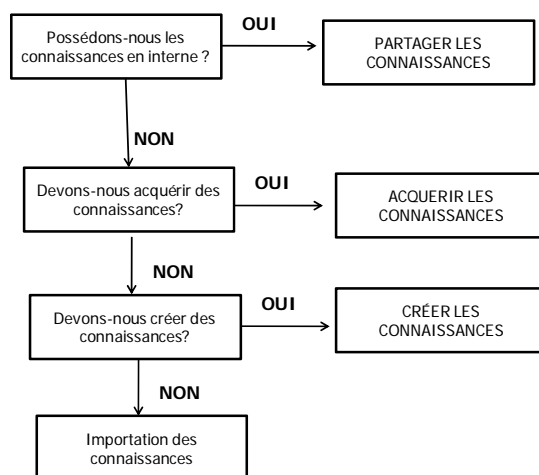 Possédons-nous les
connaissances en interne ?
OUI
PARTAGER LES
CONNAISSANCES
NON
Devons-nous acquérir des
connaissances?
OUI
ACQUERIR LES
CONNAISSANCES
NON
Devons-nous créer des
connaissances?
OUI
CRÉER LES
CONNAISSANCES
NON
Importation des
connaissances